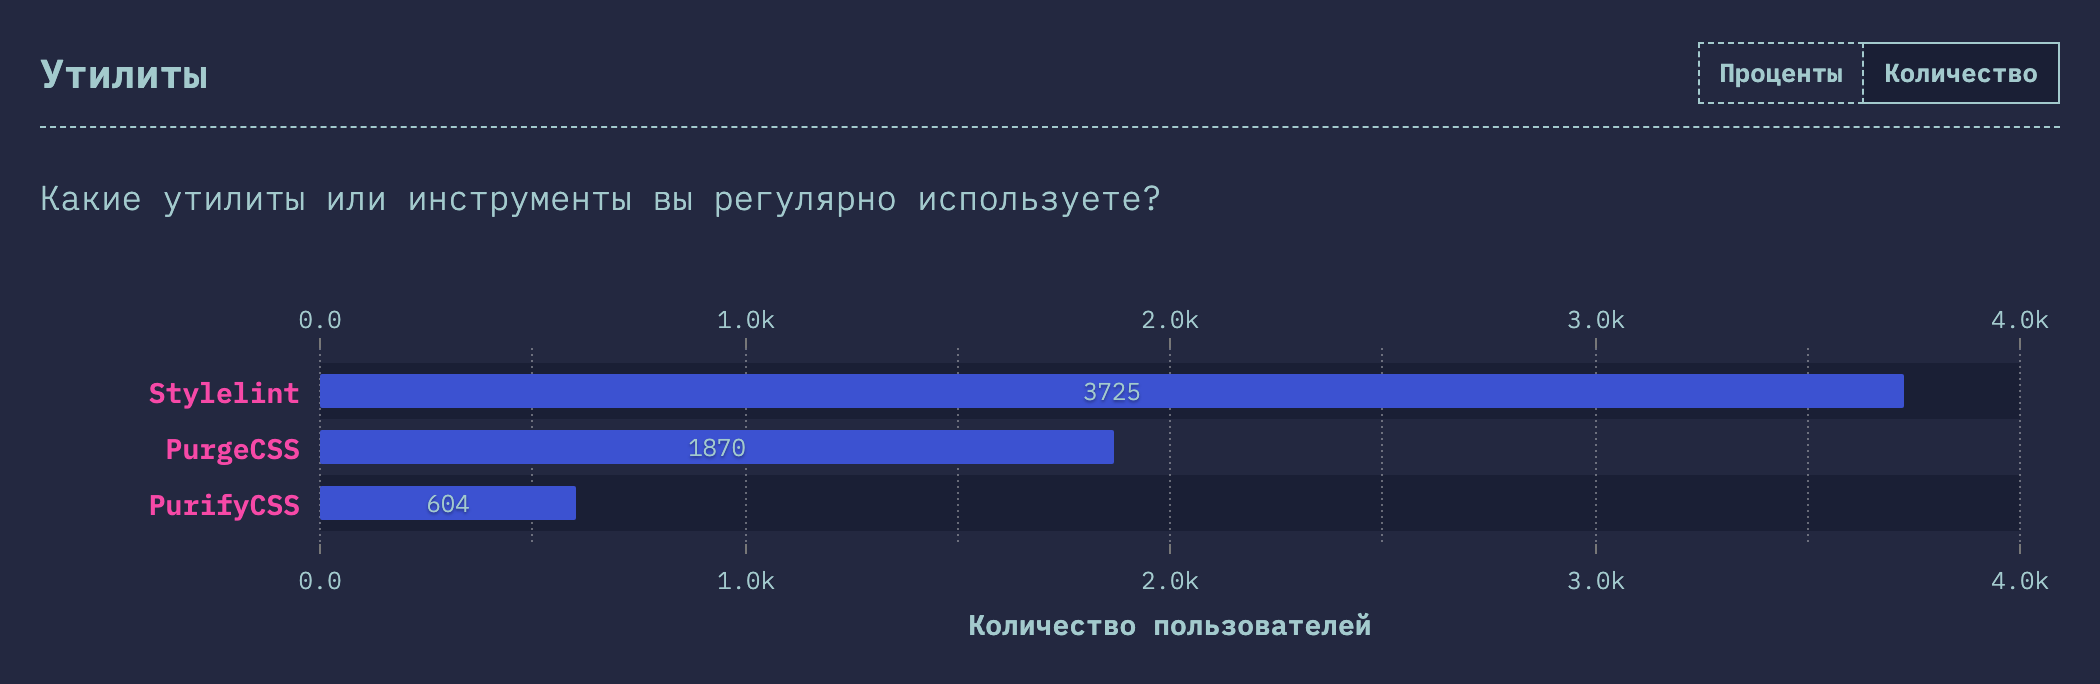 Утилиты
Проценты Количество
Какие утилиты или инструменты вы регулярно используете?
0.0 1.0k 2.0k 3.0k 4.0k
Stylelint 3725
PurgeCSS 1870
PurifyCSS 604
0.0 1.0k 2.0k 3.0k 4.0k
Количество пользователей